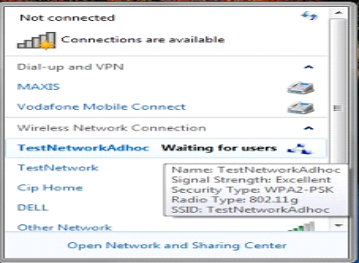 Not connected
Connections are available
Dial-up and VPN
MAXIS
Vodafone Mobile Connect
Wireless Network Connection
TestNetworkAdhoc Waiting for users
TestNetwork
Name: TestNetworkAdhoc
Signal Strength: Excellent
Security Type: WPA2-PSK
Radio Type: 802.11g
SSID: TestNetworkAdhoc
Cip Home
DELL
Other Network
Open Network and Sharing Center